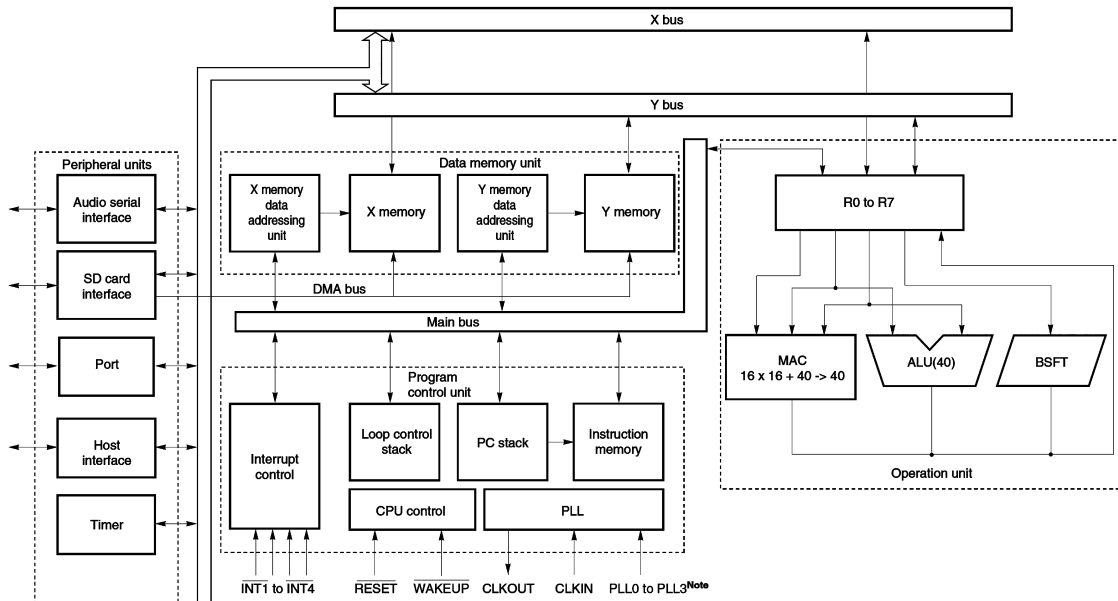 X bus
Y bus
Peripheral units
Audio serial
interface
SD card
interface
Port
Host
interface
Timer
Data memory unit
X memory
data
addressing
unit
X memory
Y memory
data
addressing
unit
Y memory
DMA bus
Main bus
Program
control unit
Interrupt
control
Loop control
stack
PC stack
Instruction
memory
CPU control
PLL
INT1 to INT4
RESET
WAKEUP
CLKOUT
CLKIN
PLL0 to PLL3Note
R0 to R7
MAC
16 x 16 + 40 -> 40
ALU(40)
BSFT
Operation unit